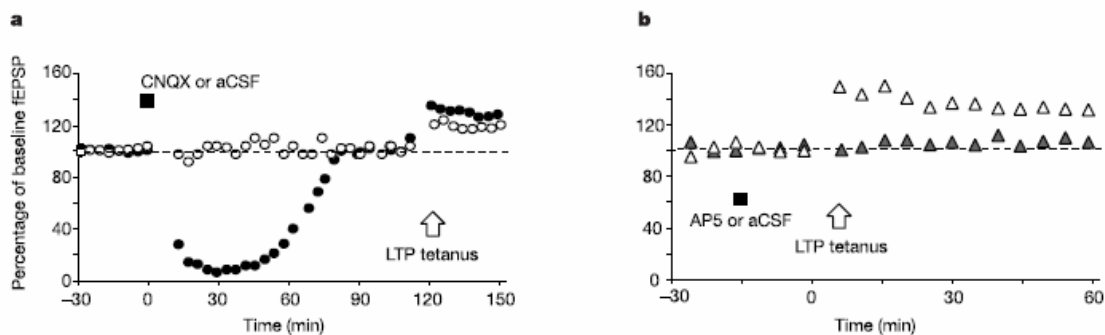 a
Percentage of baseline fEPSP
160
120
80
40
0
CNQX or aCSF
LTP tetanus
–30 0 30 60 90 120 150
Time (min)
b
160
120
80
40
0
AP5 or aCSF
LTP tetanus
–30 0 30 60
Time (min)